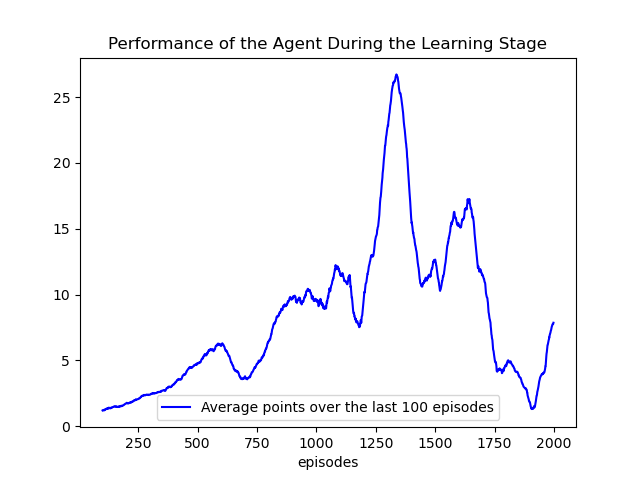 Performance of the Agent During the Learning Stage
25
20
15
10
5
0
Average points over the last 100 episodes
250 500 750 1000 1250 1500 1750 2000
episodes